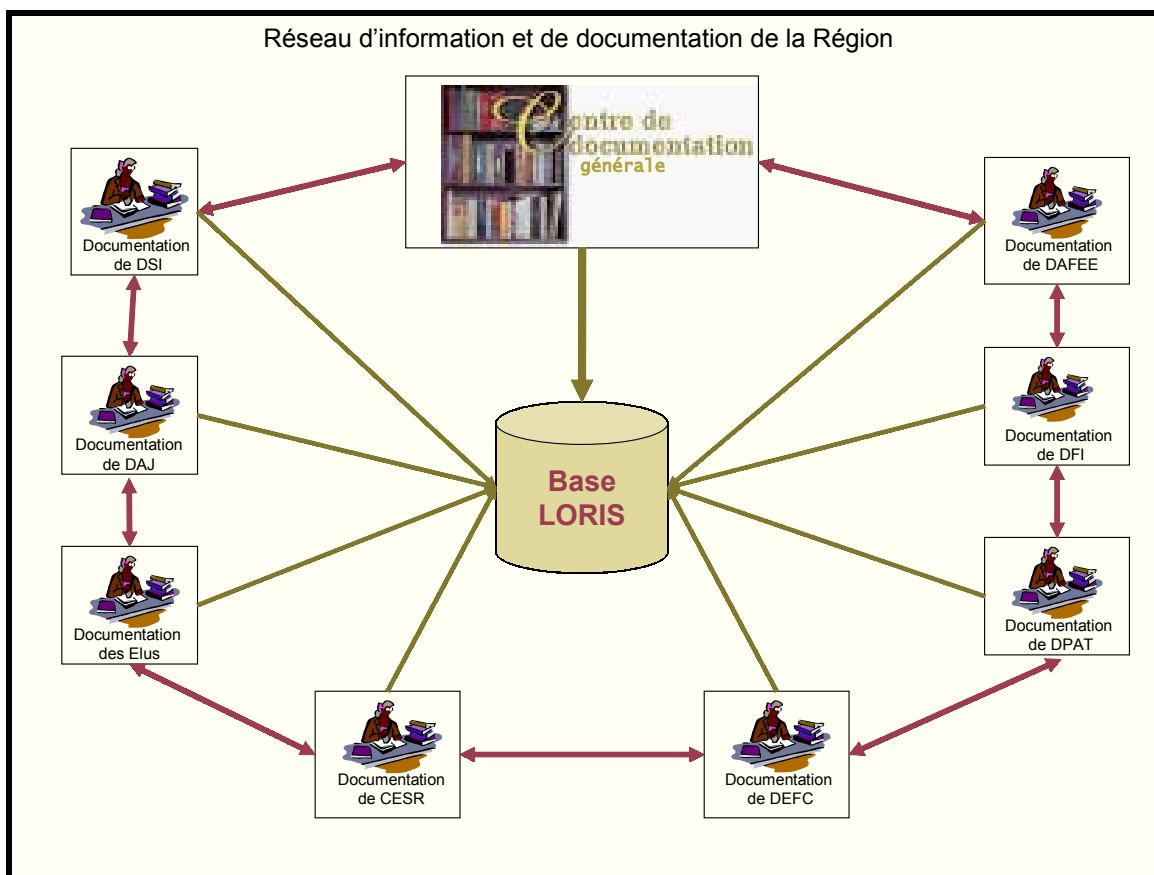 Réseau d'information et de documentation de la Région
Centre de
documentation
générale
Documentation
de DSI
Documentation
de DAFEE
Documentation
de DAJ
Documentation
de DFI
Base
LORIS
Documentation
des Elus
Documentation
de DPAT
Documentation
de CESR
Documentation
de DEFC